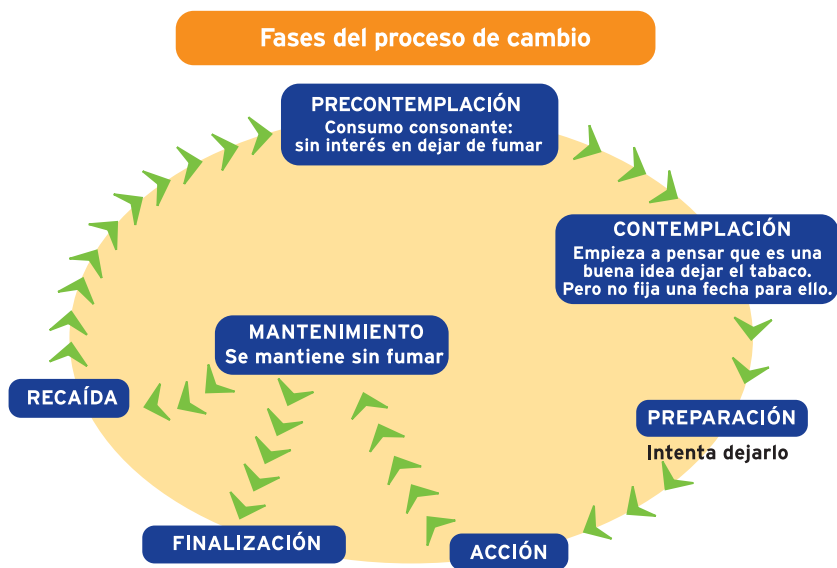 Fases del proceso de cambio
PRECONTEMPLACIÓN
Consumo consonante:
sin interés en dejar de fumar
CONTEMPLACIÓN
Empieza a pensar que es una
buena idea dejar el tabaco.
Pero no fija una fecha para ello.
MANTENIMIENTO
Se mantiene sin fumar
RECAÍDA
PREPARACIÓN
Intenta dejarlo
FINALIZACIÓN
ACCIÓN